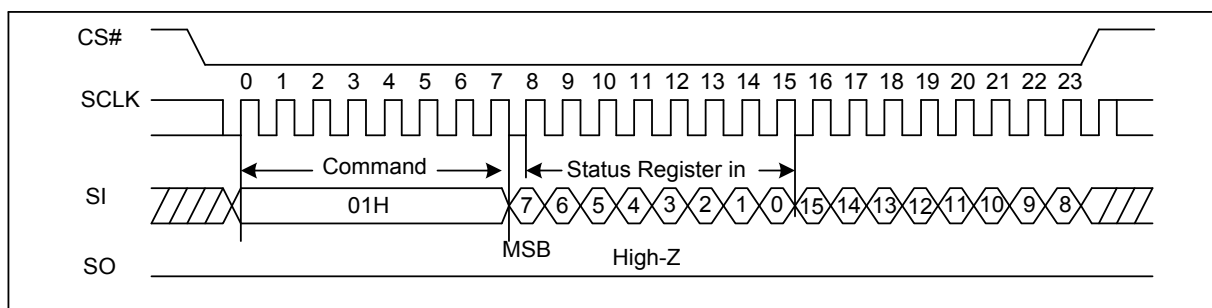 CS#
0 1 2 3 4 5 6 7 8 9 10 11 12 13 14 15 16 17 18 19 20 21 22 23
SCLK
Command Status Register in
SI 01H 7 6 5 4 3 2 1 0 15 14 13 12 11 10 9 8
MSB High-Z
SO